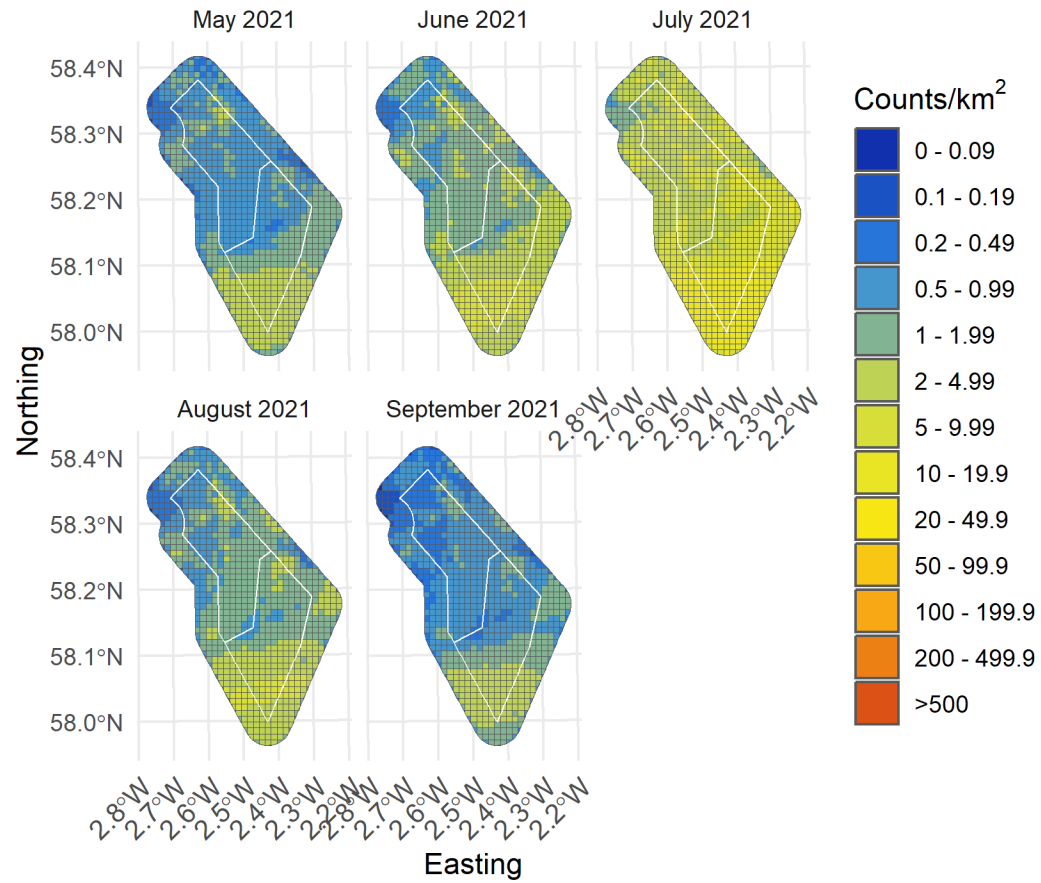 May 2021
June 2021
July 2021
58.4°N
58.3°N
58.2°N
58.1°N
58.0°N
2.8°W
2.7°W
2.6°W
2.5°W
2.4°W
2.3°W
2.2°W
August 2021
September 2021
58.4°N
58.3°N
58.2°N
58.1°N
58.0°N
2.8°W
2.7°W
2.6°W
2.5°W
2.4°W
2.3°W
2.2°W
2.8°W
2.7°W
2.6°W
2.5°W
2.4°W
2.3°W
2.2°W
Northing
Easting
Counts/km²
0 - 0.09
0.1 - 0.19
0.2 - 0.49
0.5 - 0.99
1 - 1.99
2 - 4.99
5 - 9.99
10 - 19.9
20 - 49.9
50 - 99.9
100 - 199.9
200 - 499.9
>500